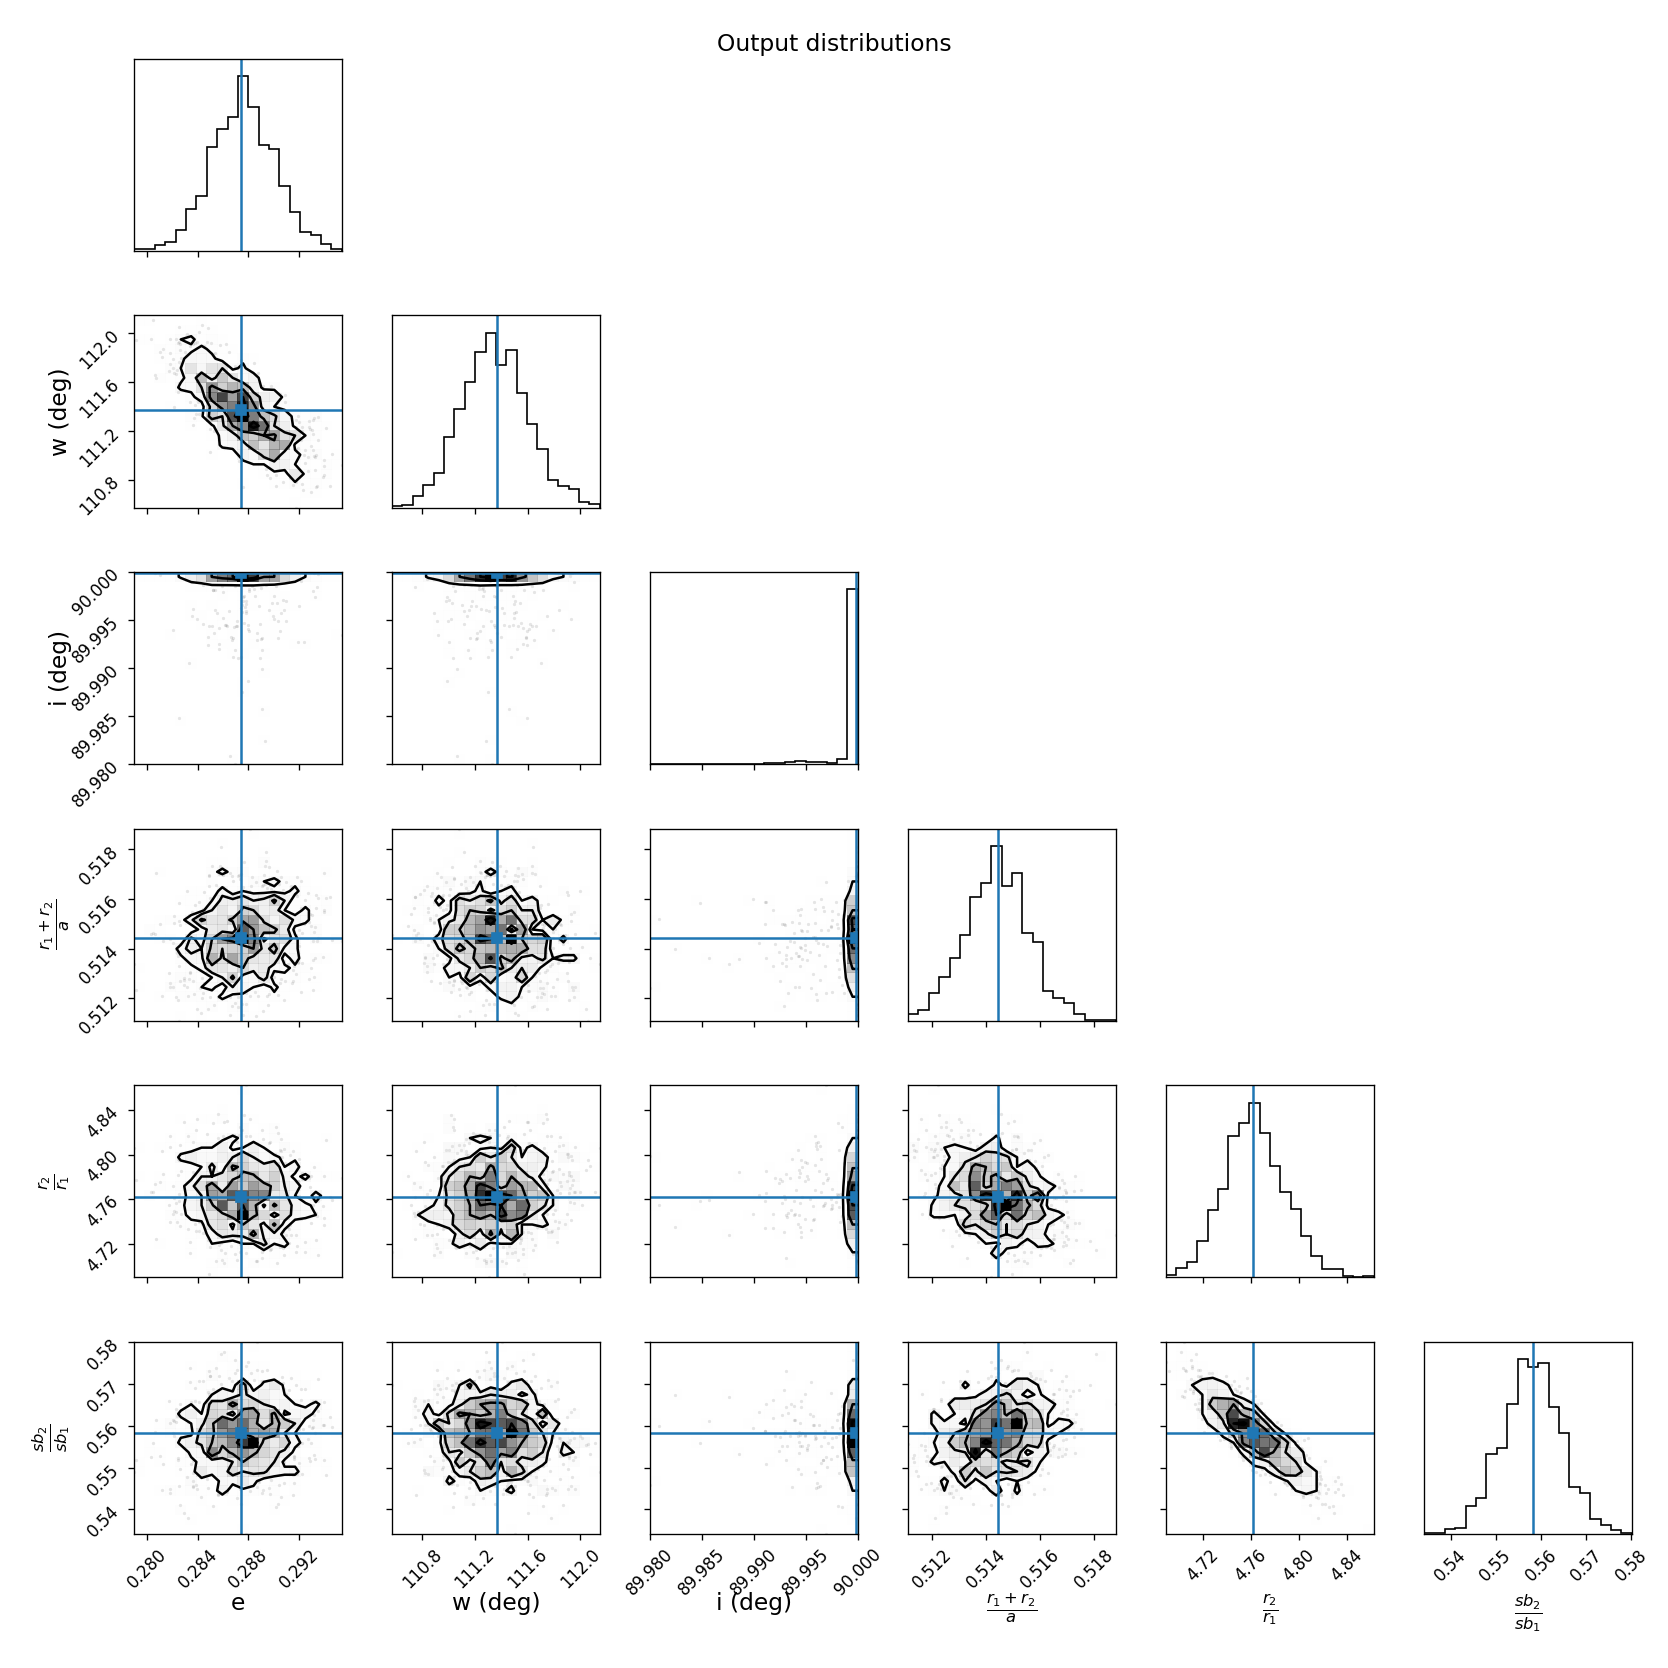 Output distributions
w (deg)
112.0
111.6
111.2
110.8
i (deg)
90.000
89.995
89.990
89.985
89.980
r₁ + r₂ / a
0.518
0.516
0.514
0.512
r₂ / r₁
4.84
4.80
4.76
4.72
sb₂ / sb₁
0.58
0.57
0.56
0.55
0.54
0.280 0.284 0.288 0.292
110.8 111.2 111.6 112.0
89.980 89.985 89.990 89.995 90.000
0.512 0.514 0.516 0.518
4.72 4.76 4.80 4.84
0.54 0.55 0.56 0.57 0.58
e
w (deg)
i (deg)
r₁ + r₂ / a
r₂ / r₁
sb₂ / sb₁